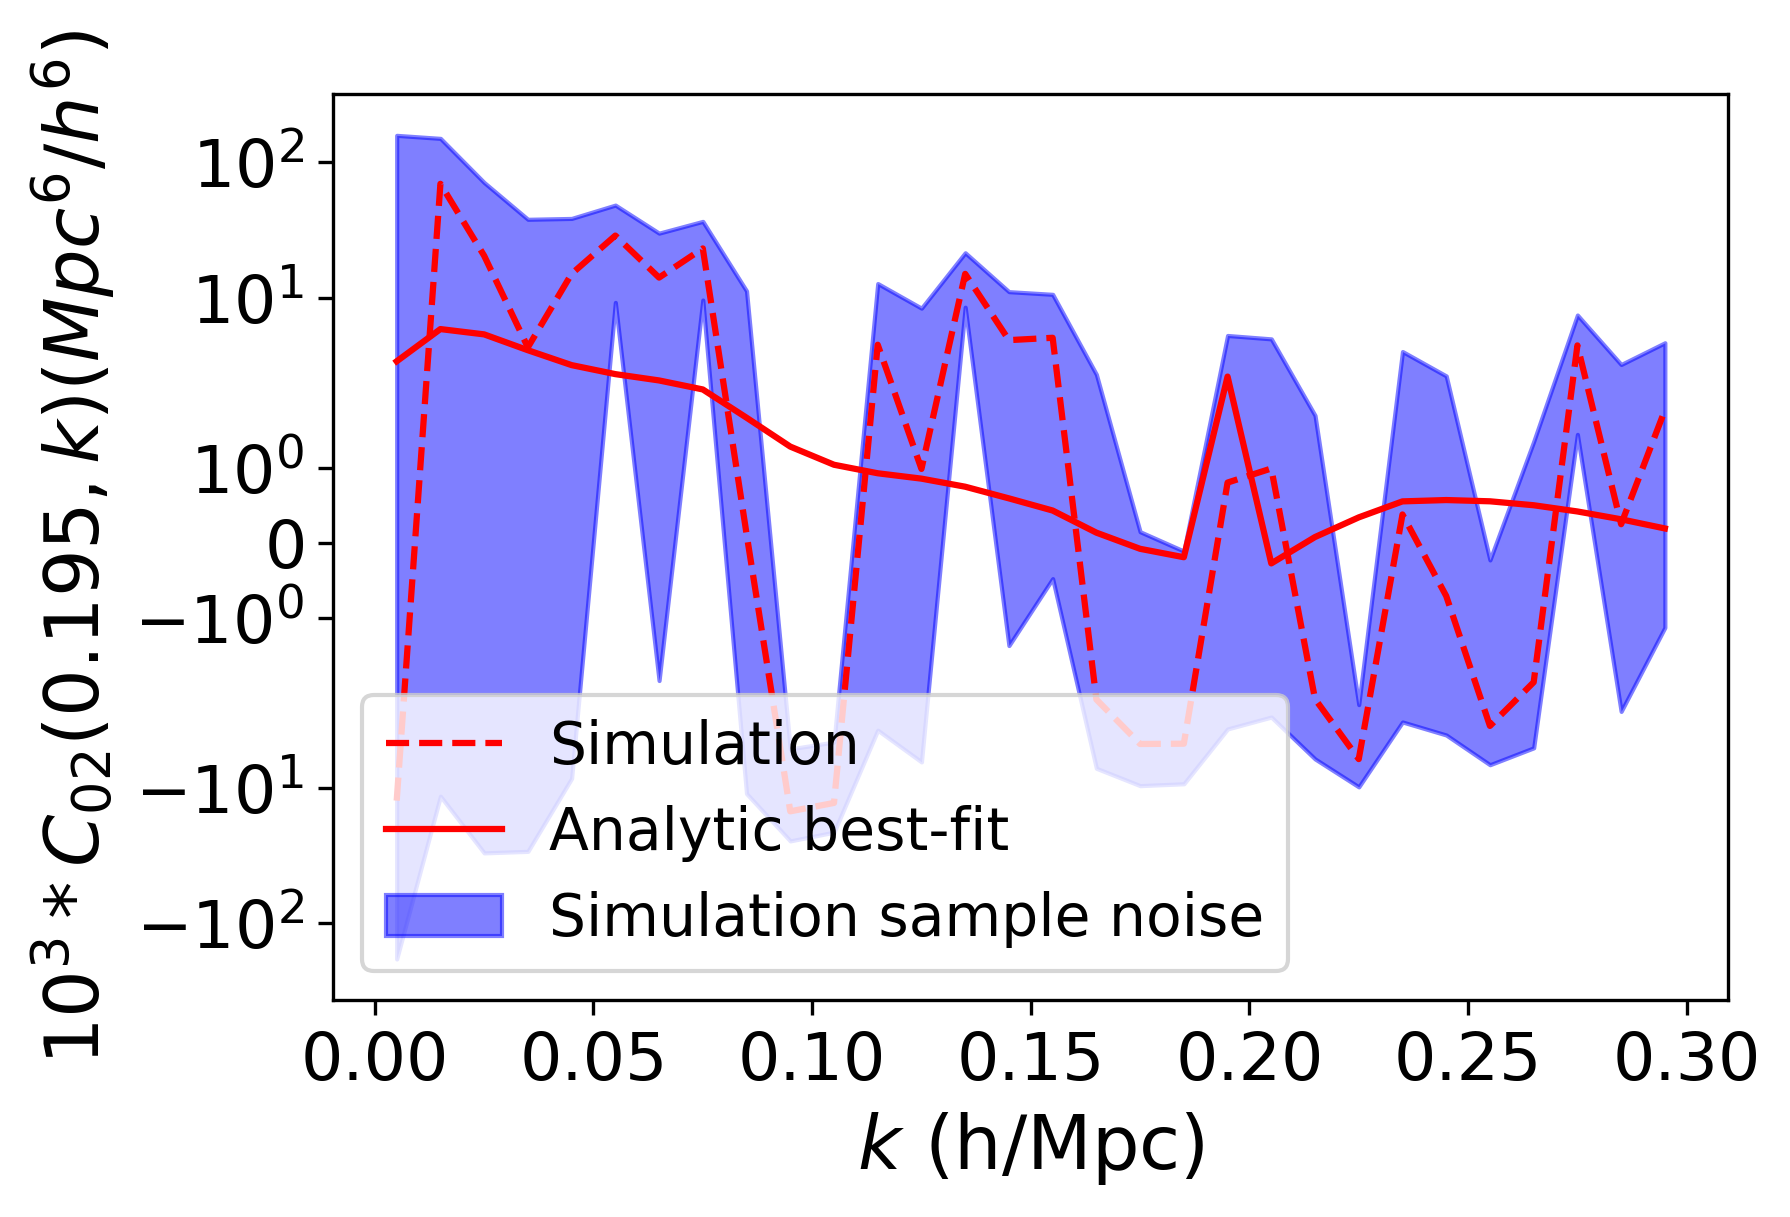 10³ * C₀₂(0.195, k)(Mpc⁶/h⁶)
10²
10¹
10⁰
0
−10⁰
−10¹
−10²
Simulation
Analytic best-fit
Simulation sample noise
0.00 0.05 0.10 0.15 0.20 0.25 0.30
k (h/Mpc)